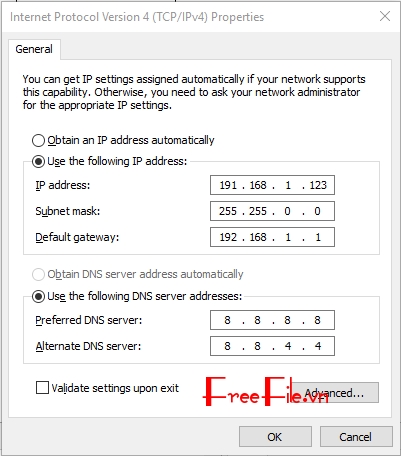 Internet Protocol Version 4 (TCP/IPv4) Properties
General
You can get IP settings assigned automatically if your network supports
this capability. Otherwise, you need to ask your network administrator
for the appropriate IP settings.
Obtain an IP address automatically
Use the following IP address:
IP address: 191 . 168 . 1 . 123
Subnet mask: 255 . 255 . 0 . 0
Default gateway: 192 . 168 . 1 . 1
Obtain DNS server address automatically
Use the following DNS server addresses:
Preferred DNS server: 8 . 8 . 8 . 8
Alternate DNS server: 8 . 8 . 4 . 4
Validate settings upon exit
FreeFile.vn
Advanced...
OK
Cancel